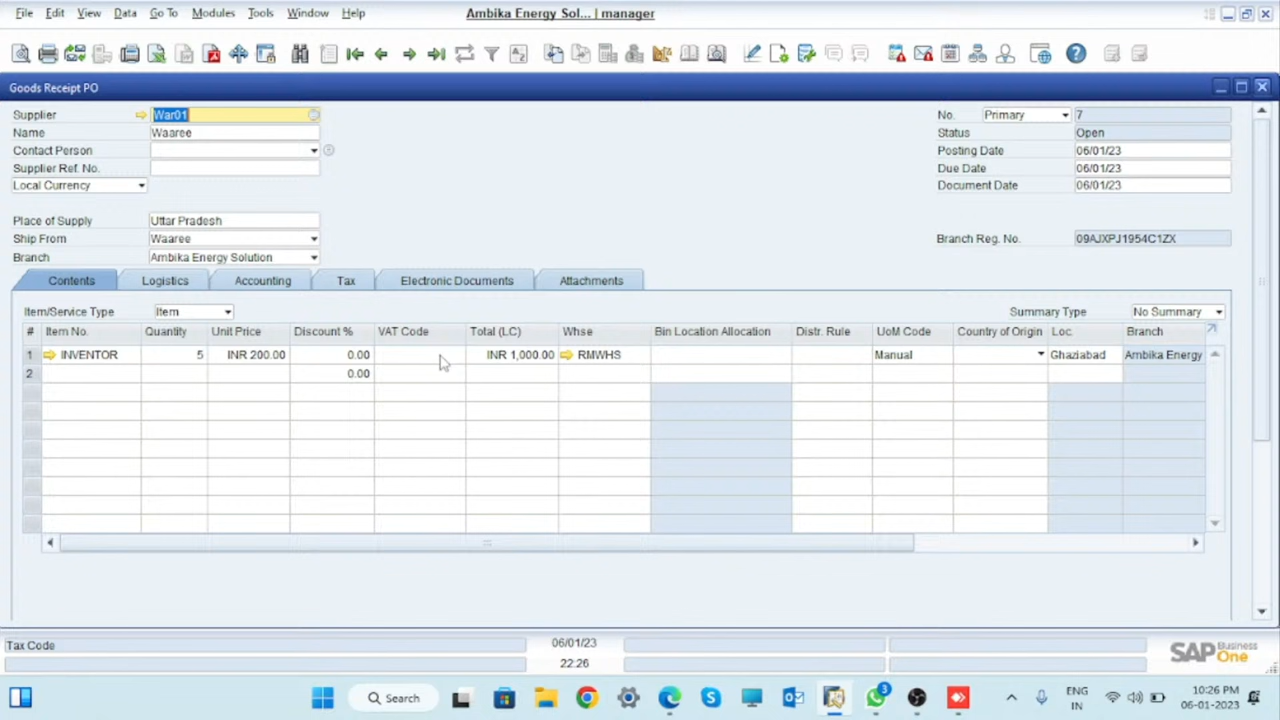 File Edit View Data Go To Modules Tools Window Help Ambika Energy Sol... | manager
Goods Receipt PO
Supplier War01 No. Primary 7
Name Waaree Status Open
Contact Person Posting Date 06/01/23
Supplier Ref. No. Due Date 06/01/23
Local Currency Document Date 06/01/23
Place of Supply Uttar Pradesh
Ship From Waaree Branch Reg. No. 09AJXPJ1954C1ZX
Branch Ambika Energy Solution
Contents Logistics Accounting Tax Electronic Documents Attachments
Item/Service Type Item Summary Type No Summary
# Item No. Quantity Unit Price Discount % VAT Code Total (LC) Whse Bin Location Allocation Distr. Rule UoM Code Country of Origin Loc. Branch
1 INVENTOR 5 INR 200.00 0.00 INR 1,000.00 RMWHS Manual Ghaziabad Ambika Energy
2 0.00
Tax Code 06/01/23
22:26
SAP Business One
Search 3 ENG IN 10:26 PM 06-01-2023